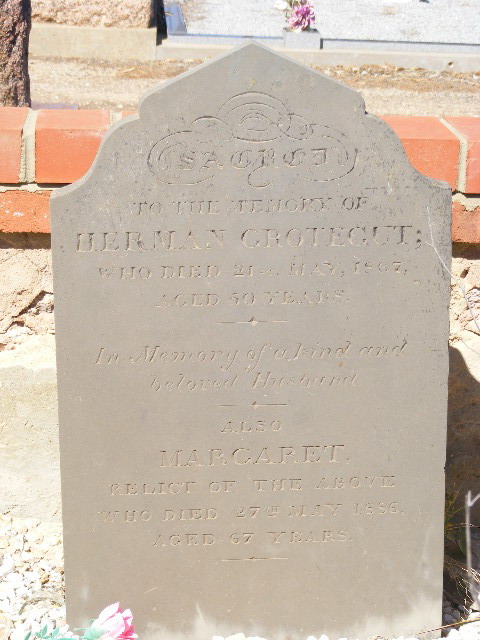 SACRED
TO THE MEMORY OF
HERMAN GROTEGUT;
WHO DIED 21ST MAY, 1867,
AGED 50 YEARS.
In Memory of a kind and
beloved Husband
ALSO
MARGARET.
RELICT OF THE ABOVE
WHO DIED 27TH MAY 1886.
AGED 67 YEARS.